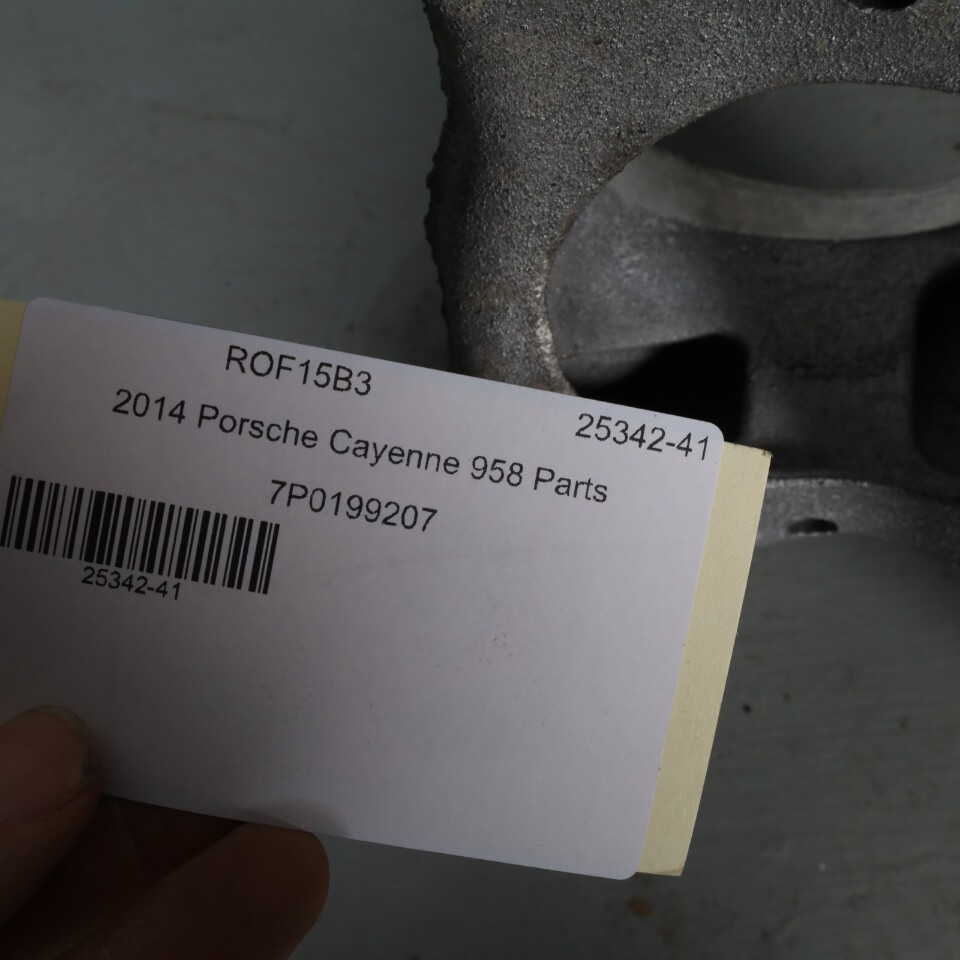 ROF15B3
25342-41
2014 Porsche Cayenne 958 Parts
7P0199207
25342-41